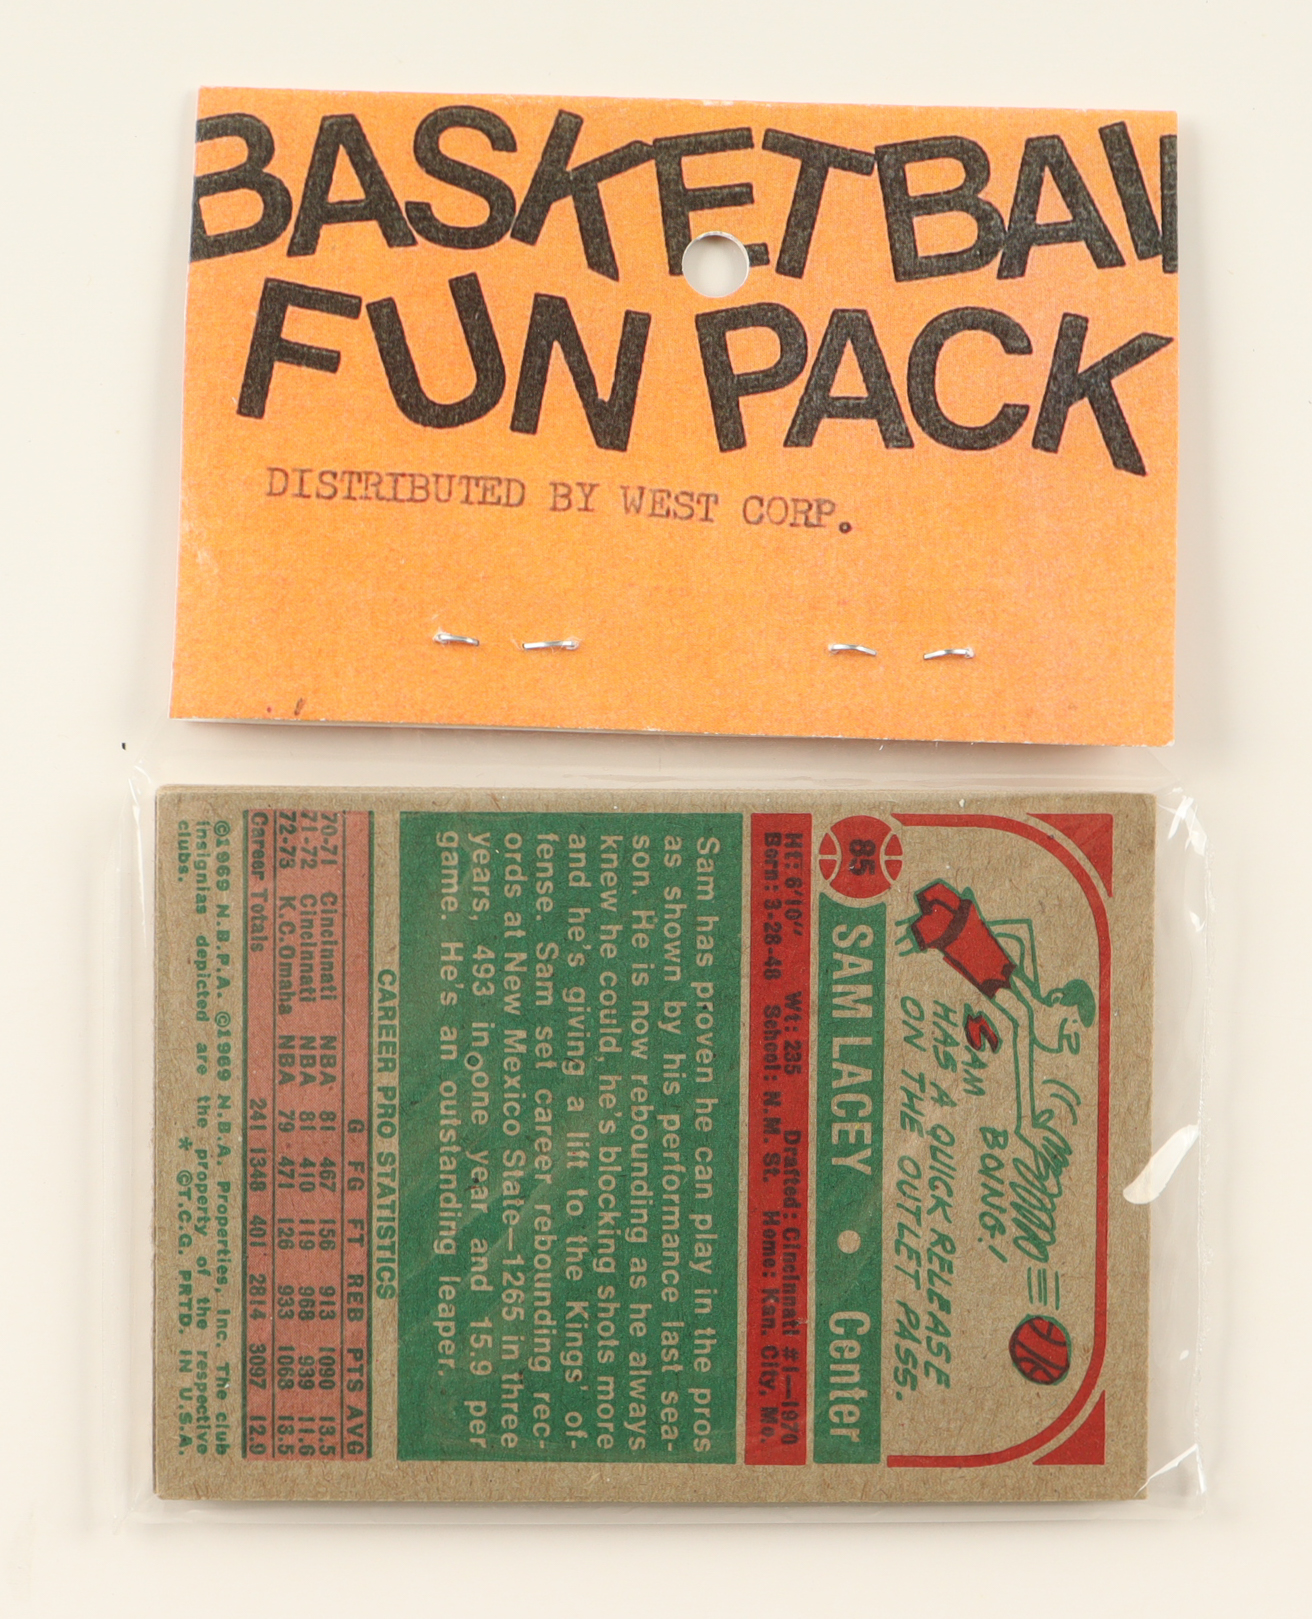 BASKETBALL
FUN PACK
DISTRIBUTED BY WEST CORP.
SAM
HAS A QUICK RELEASE
ON THE OUTLET PASS.
BOING!
85
SAM LACEY • Center
Ht: 6'10" Wt: 235 Drafted: Cincinnati #1—1970
Born: 3-28-48 School: N.M. St. Home: Kan. City, Mo.
Sam has proven he can play in the pros
as shown by his performance last sea-
son. He is now rebounding as he always
knew he could, he's blocking shots more
and he's giving a lift to the Kings' of-
fense. Sam set career rebounding rec-
ords at New Mexico State—1265 in three
years, 493 in one year and 15.9 per
game. He's an outstanding leaper.
CAREER PRO STATISTICS
G FG FT REB PTS AVG
70-71 Cincinnati NBA 81 467 156 913 1090 13.5
71-72 Cincinnati NBA 81 410 119 968 939 11.6
72-73 K.C. Omaha NBA 79 471 126 933 1068 13.5
Career Totals 241 1348 401 2814 3097 12.9
©1969 N.B.P.A. ©1969 N.B.A. Properties, Inc. The club
insignias depicted are the property of the respective
clubs. * ©T.C.G. PRTD. IN U.S.A.